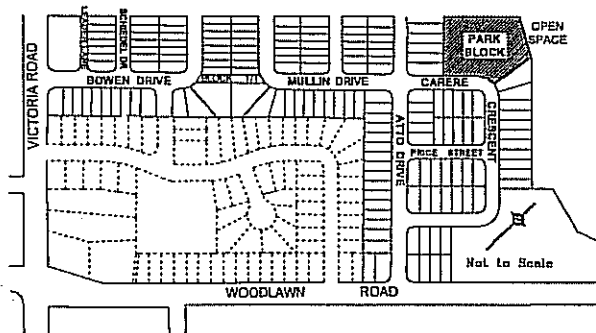 OPEN
SPACE
PARK
BLOCK
VICTORIA ROAD
BOWEN DRIVE
MULLIN DRIVE
CARERE
CRESCENT
AITO DRIVE
PRICE STREET
Not to Scale
WOODLAWN ROAD